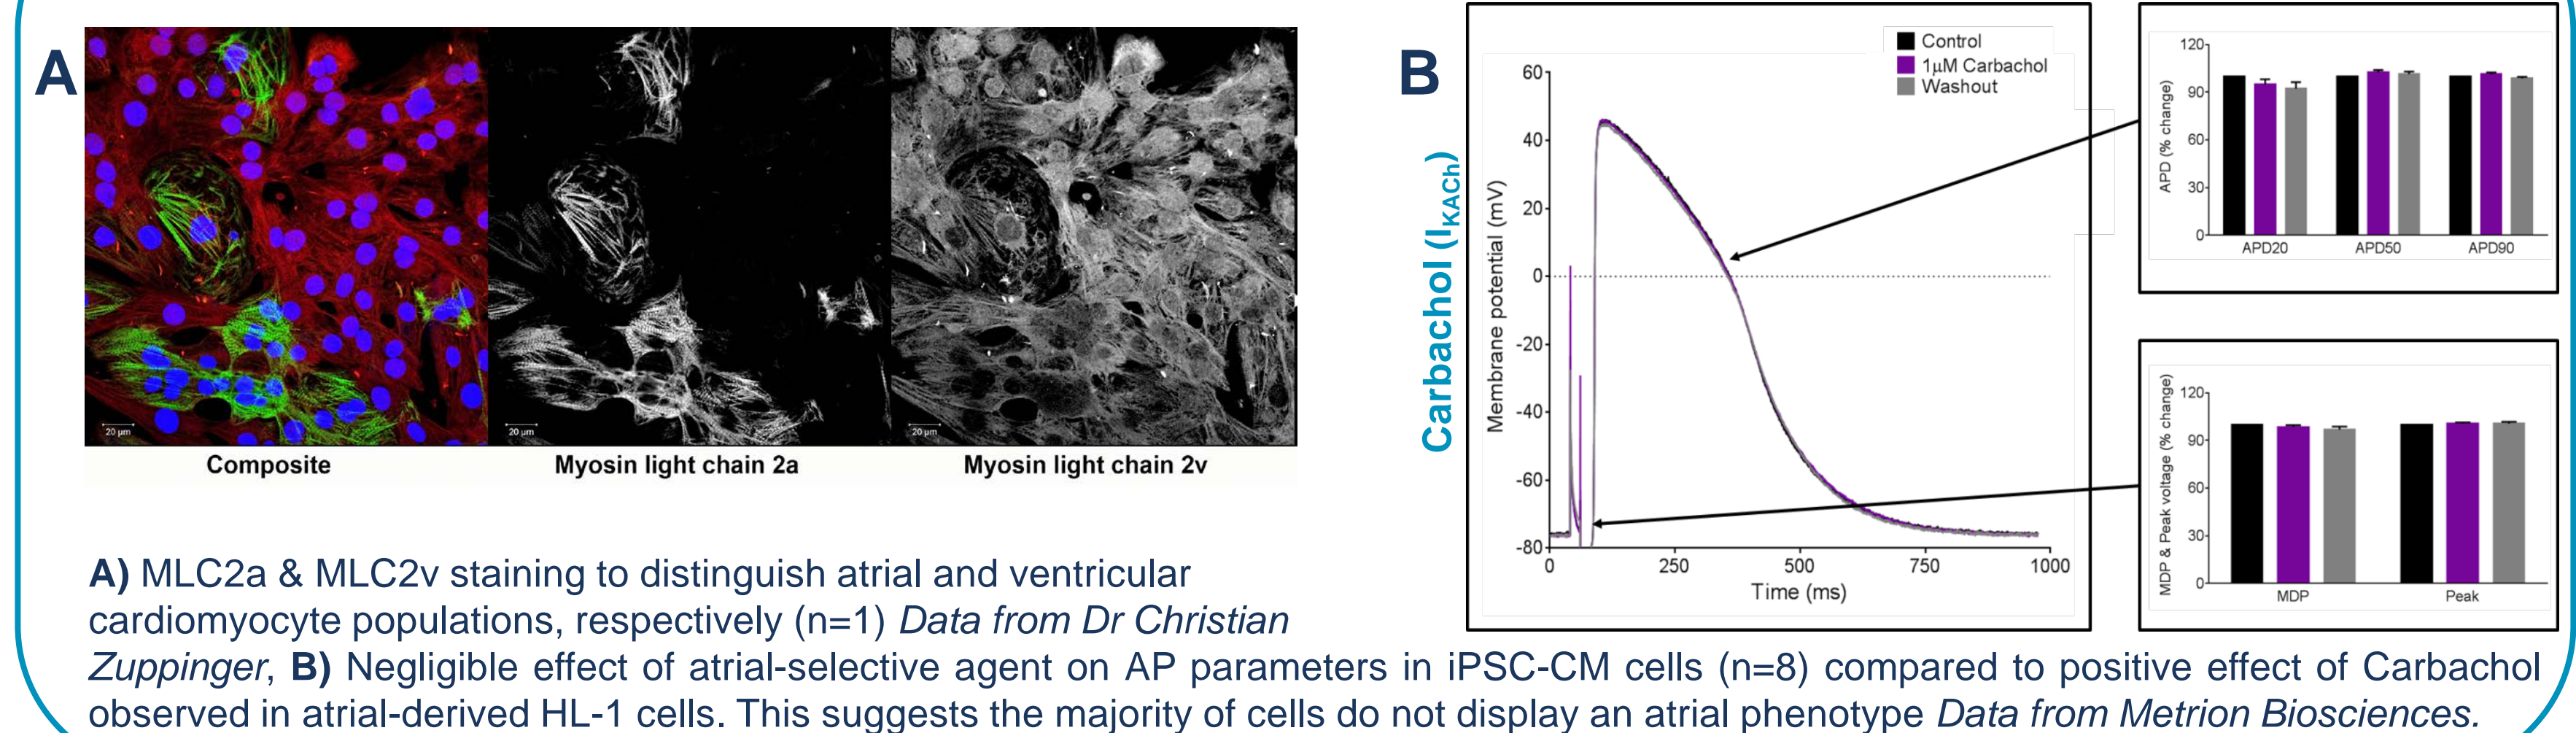 A
20 µm
20 µm
20 µm
Composite
Myosin light chain 2a
Myosin light chain 2v
B
Carbachol (IKACh)
Control
1µM Carbachol
Washout
Membrane potential (mV)
60
40
20
0
-20
-40
-60
-80
0
250
500
750
1000
Time (ms)
APD (% change)
120
90
60
30
0
APD20
APD50
APD90
MDP & Peak voltage (% change)
120
90
60
30
0
MDP
Peak
A) MLC2a & MLC2v staining to distinguish atrial and ventricular
cardiomyocyte populations, respectively (n=1) Data from Dr Christian
Zuppinger, B) Negligible effect of atrial-selective agent on AP parameters in iPSC-CM cells (n=8) compared to positive effect of Carbachol
observed in atrial-derived HL-1 cells. This suggests the majority of cells do not display an atrial phenotype Data from Metrion Biosciences.